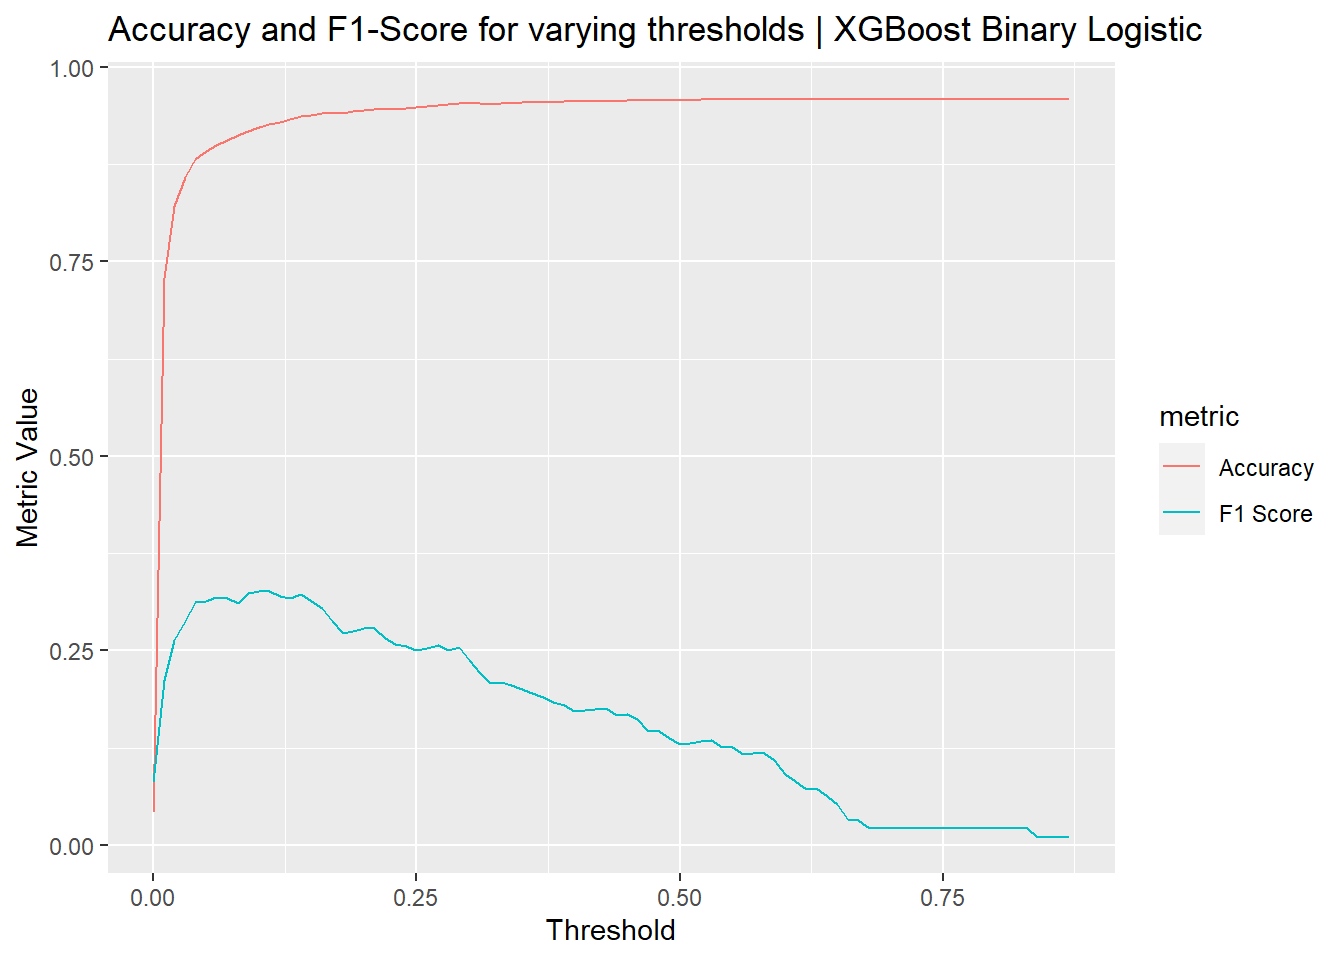 Accuracy and F1-Score for varying thresholds | XGBoost Binary Logistic
1.00
0.75
0.50
0.25
0.00
Metric Value
0.00
0.25
0.50
0.75
Threshold
metric
Accuracy
F1 Score